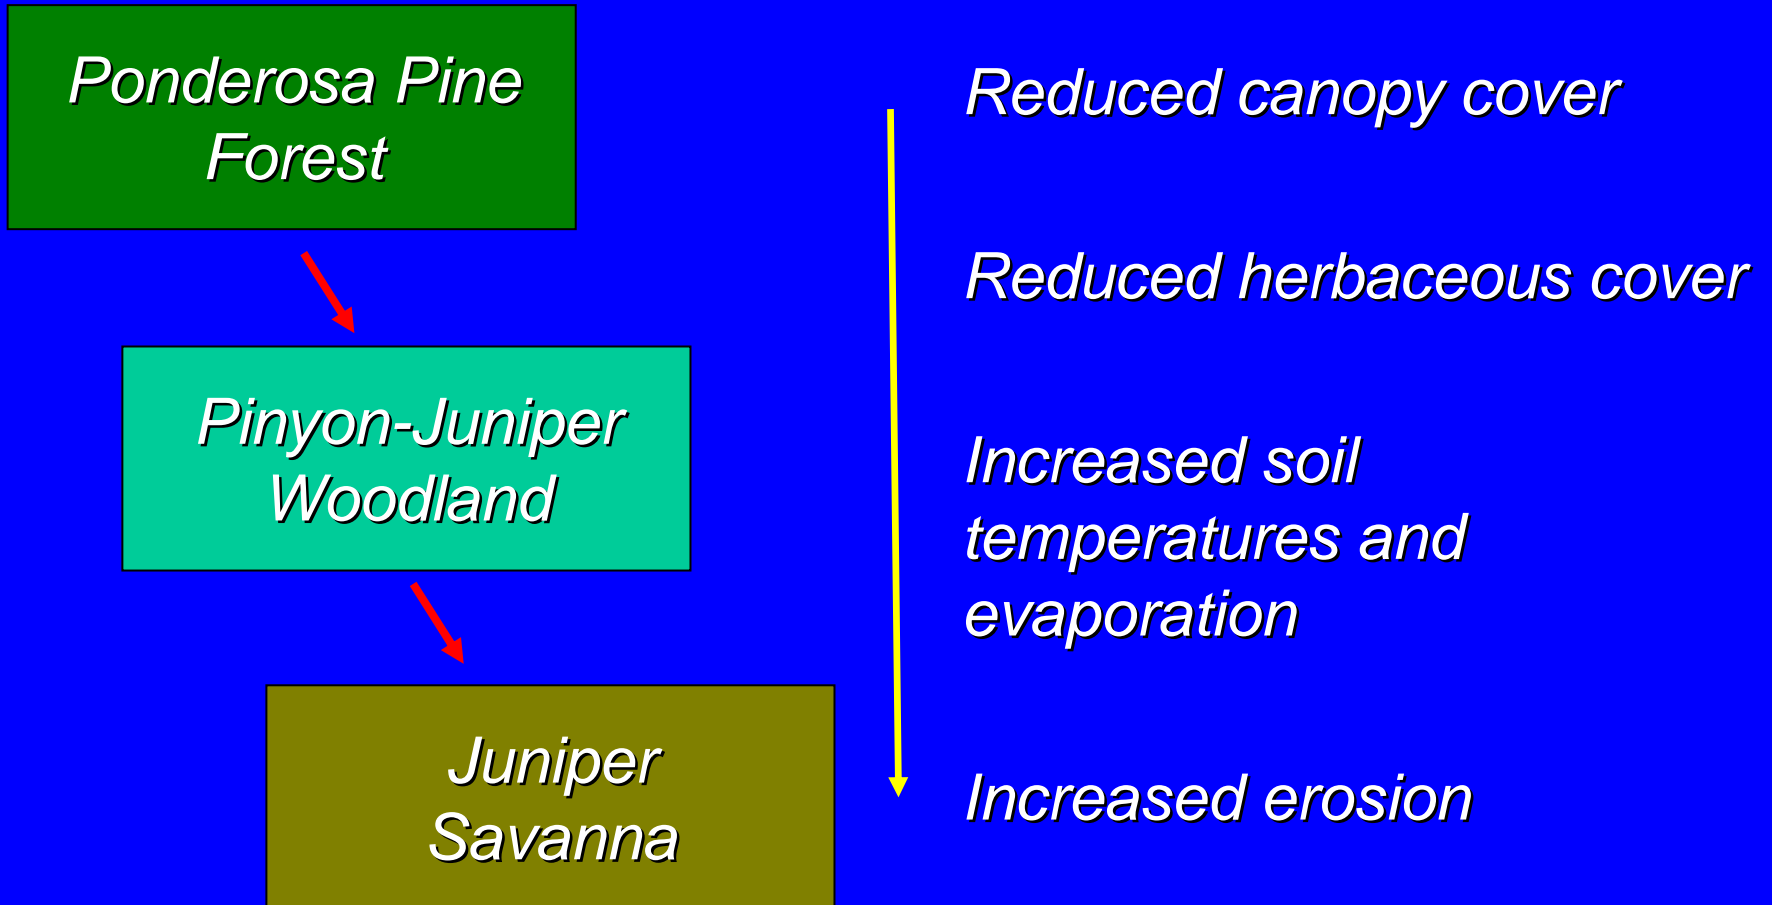 Ponderosa Pine
Forest
Pinyon-Juniper
Woodland
Juniper
Savanna
Reduced canopy cover
Reduced herbaceous cover
Increased soil
temperatures and
evaporation
Increased erosion